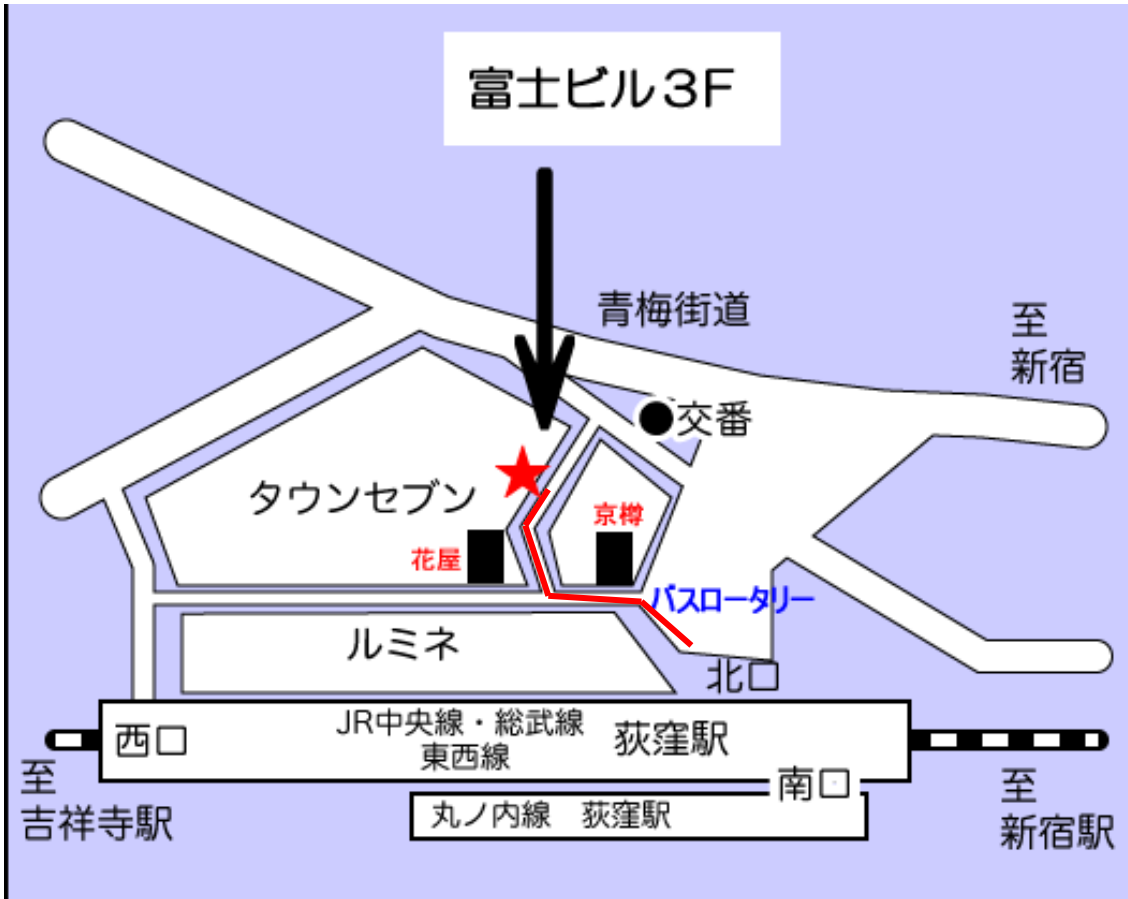 富士ビル３F
青梅街道
至
新宿
交番
タウンセブン
京樽
花屋
バスロータリー
ルミネ
北口
JR中央線・総武線
東西線
荻窪駅
西口
南口
至
吉祥寺駅
丸ノ内線　荻窪駅
至
新宿駅